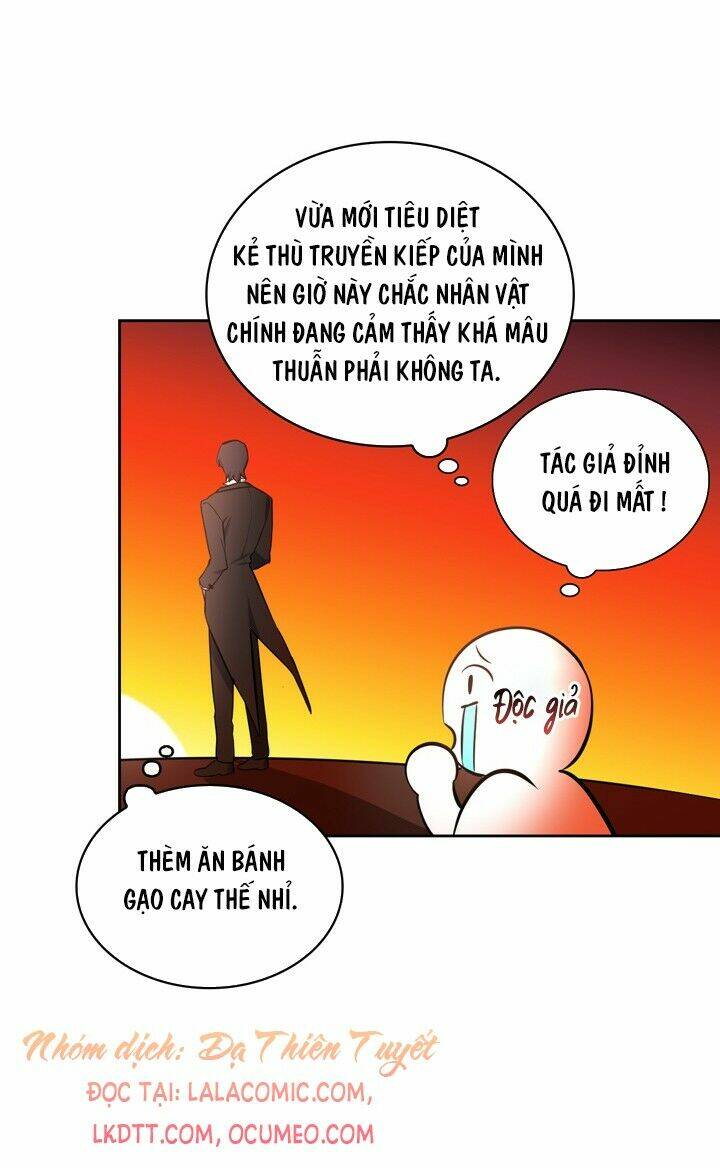 VỪA MỚI TIÊU DIỆT
KẺ THÙ TRUYỀN KIẾP CỦA MÌNH
NÊN GIỜ NÀY CHẮC NHÂN VẬT
CHÍNH ĐANG CẢM THẤY KHÁ MÂU
THUẪN PHẢI KHÔNG TA.
TÁC GIẢ ĐỈNH
QUÁ ĐI MẤT !
Độc giả
THÈM ĂN BÁNH
GẠO CAY THẾ NHỈ.
Nhóm dịch: Dạ Thiên Tuyết
ĐỌC TẠI: LALACOMIC.COM,
LKDTT.COM, OCUMEO.COM